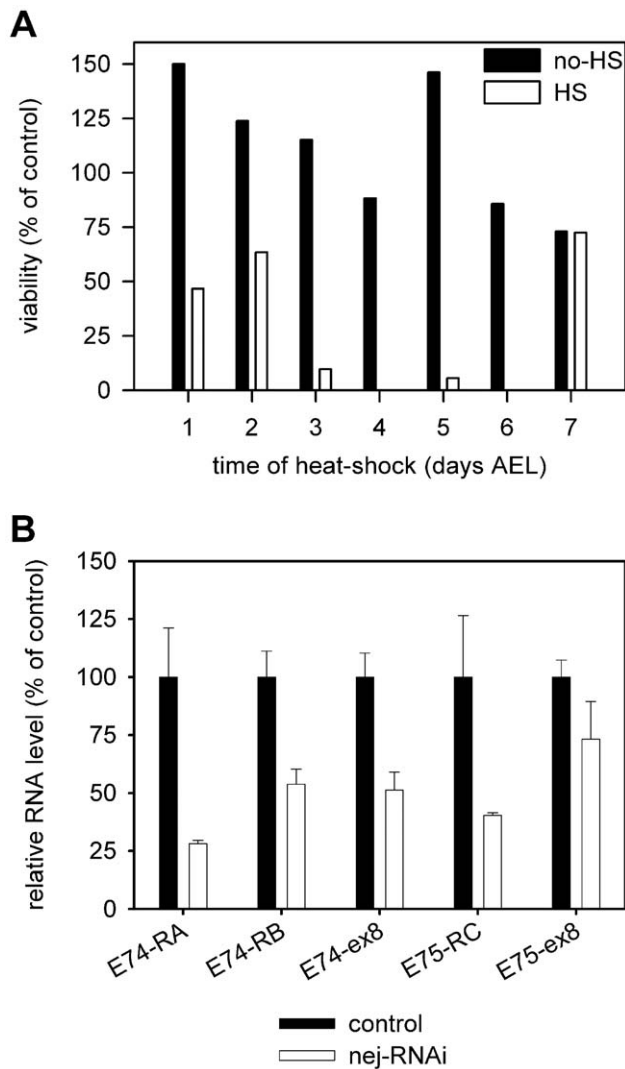 A
150
125
100
75
50
25
0
viability (% of control)
no-HS
HS
1 2 3 4 5 6 7
time of heat-shock (days AEL)
B
150
125
100
75
50
25
0
relative RNA level (% of control)
E74-RA
E74-RB
E74-ex8
E75-RC
E75-ex8
control
nej-RNAi